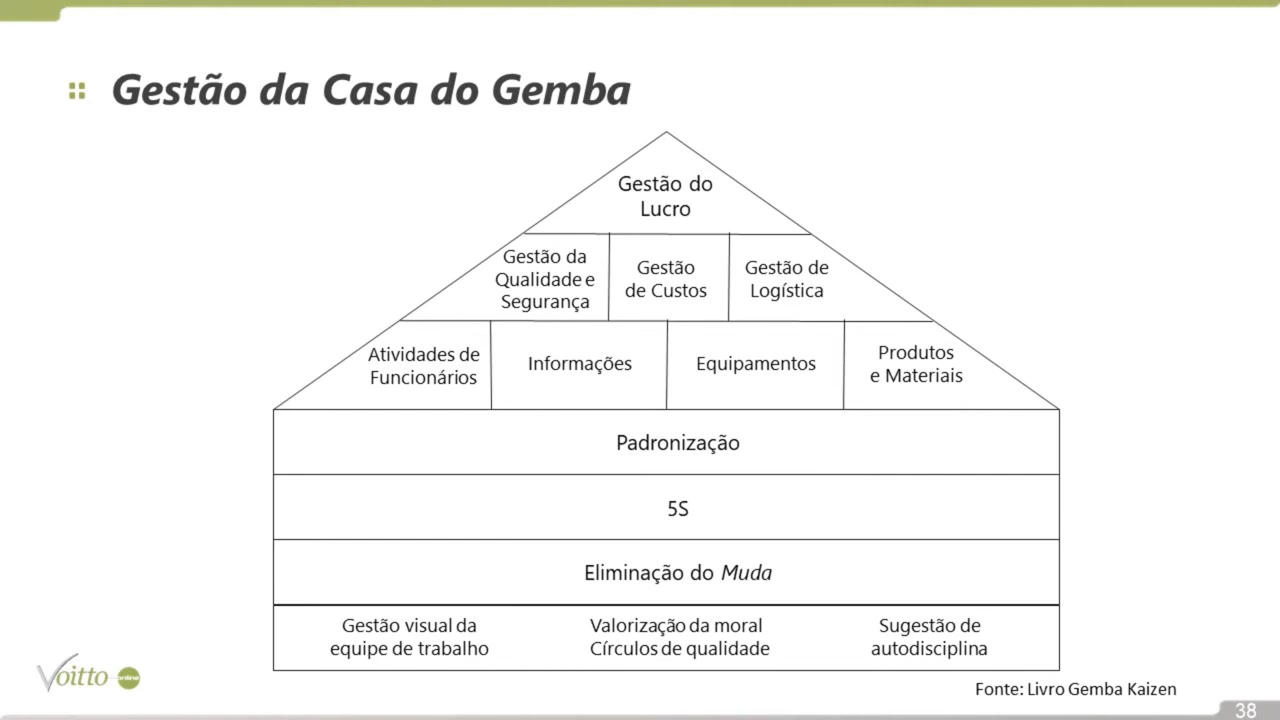 Gestão da Casa do Gemba
Gestão do
Lucro
Gestão da
Qualidade e
Segurança
Gestão
de Custos
Gestão de
Logística
Atividades de
Funcionários
Informações
Equipamentos
Produtos
e Materiais
Padronização
5S
Eliminação do Muda
Gestão visual da
equipe de trabalho
Valorização da moral
Círculos de qualidade
Sugestão de
autodisciplina
Voitto online
Fonte: Livro Gemba Kaizen
38